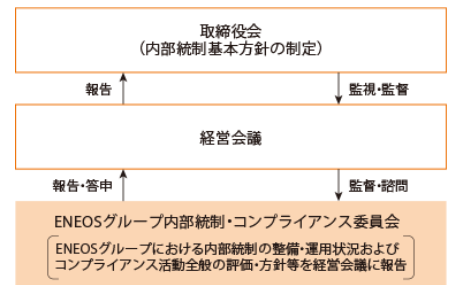 取締役会
（内部統制基本方針の制定）
報告
監視・監督
経営会議
報告・答申
監督・諮問
ENEOSグループ内部統制・コンプライアンス委員会
ENEOSグループにおける内部統制の整備・運用状況および
コンプライアンス活動全般の評価・方針等を経営会議に報告